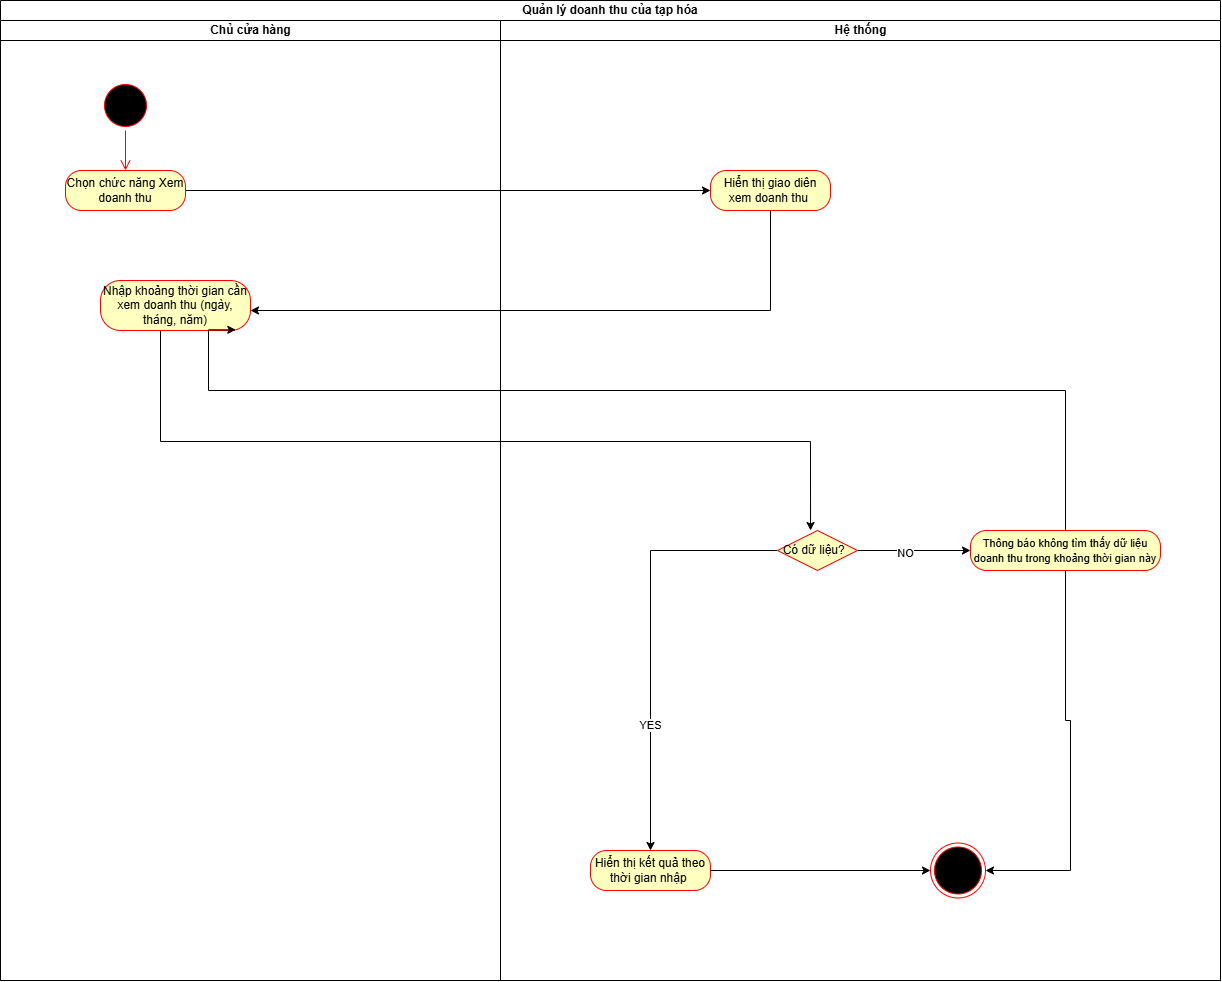 Quản lý doanh thu của tạp hóa
Chủ cửa hàng
Hệ thống
Chọn chức năng Xem
doanh thu
Hiển thị giao diên
xem doanh thu
Nhập khoảng thời gian cần
xem doanh thu (ngày,
tháng, năm)
Có dữ liệu?
NO
Thông báo không tìm thấy dữ liệu
doanh thu trong khoảng thời gian này
YES
Hiển thị kết quả theo
thời gian nhập